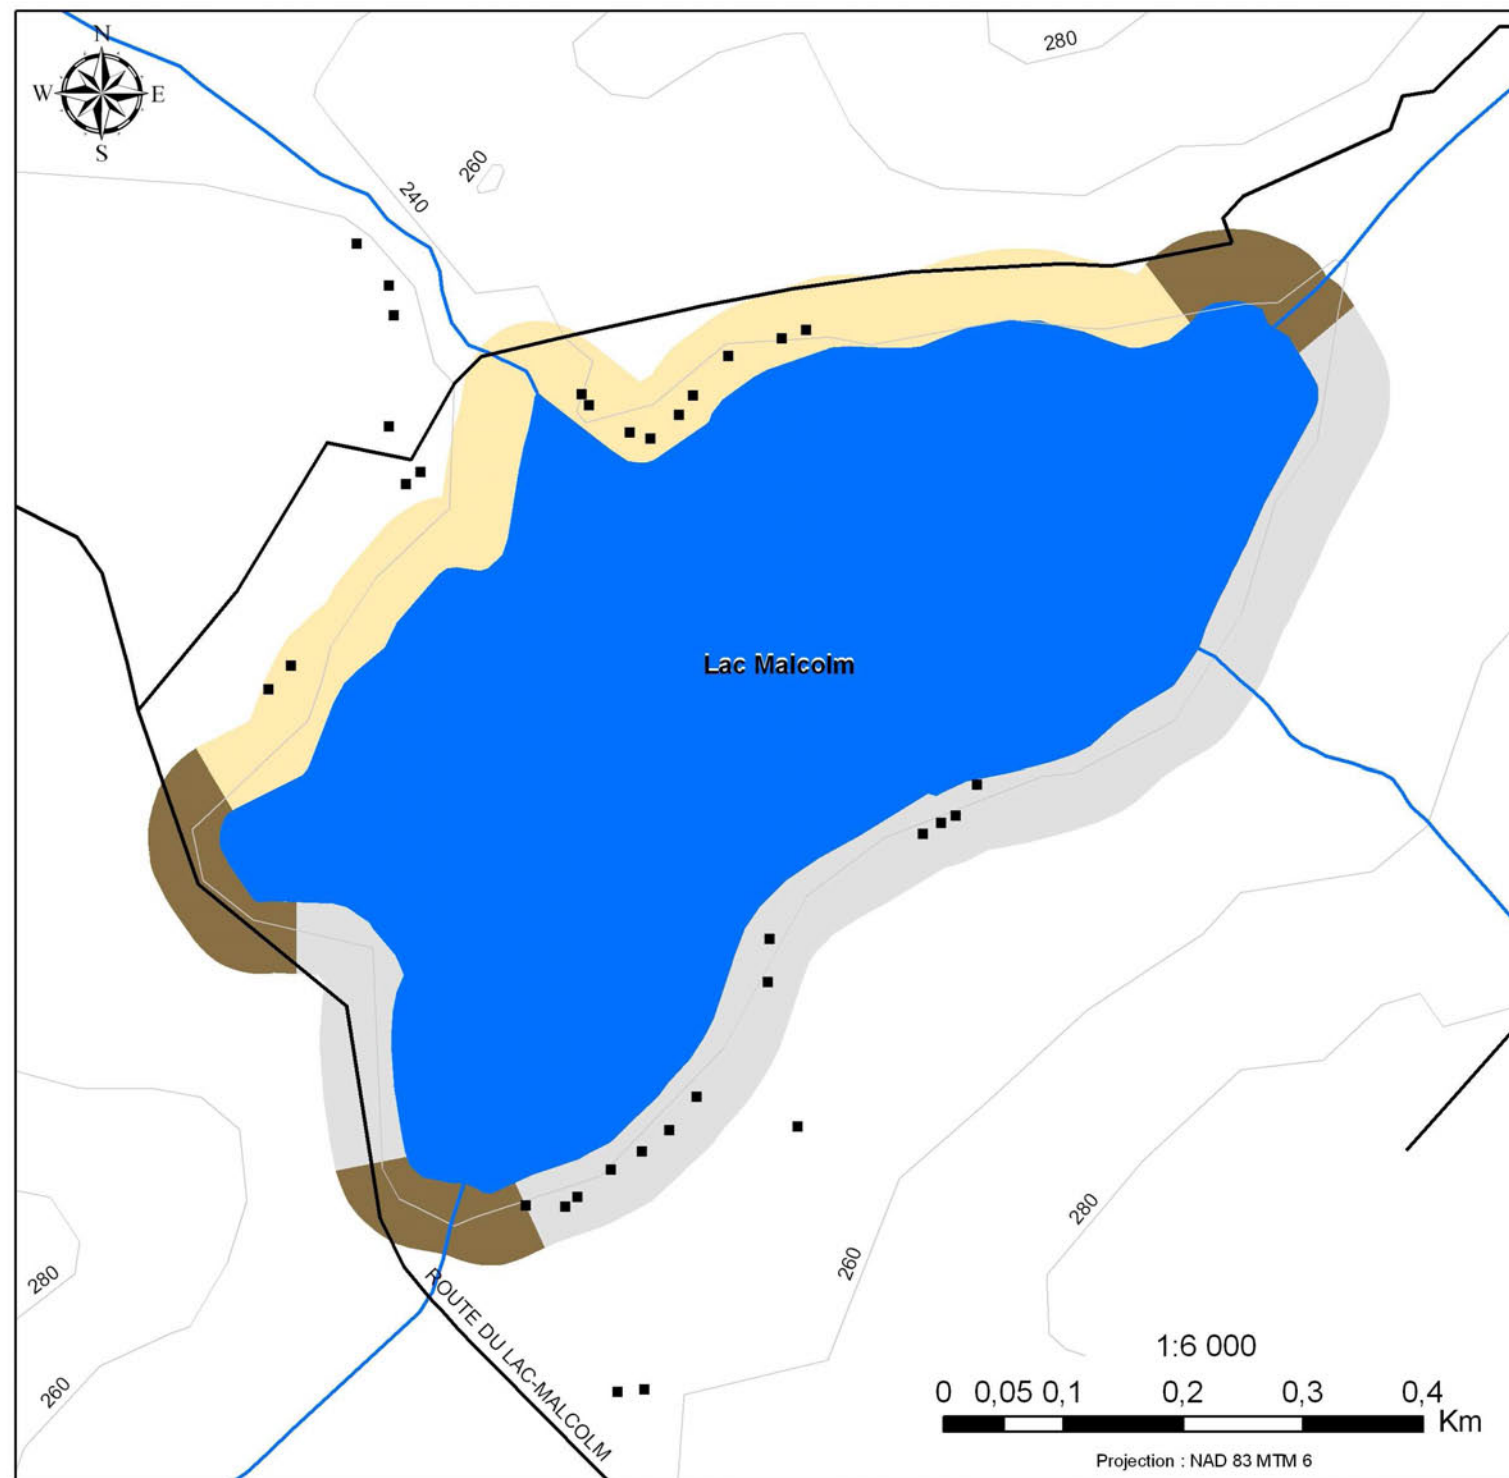 N
280
W E
S
260
240
Lac Malcolm
280
260
280
260
ROUTE DU LAC-MALCOLM
1:6 000
0 0,05 0,1 0,2 0,3 0,4
Km
Projection : NAD 83 MTM 6